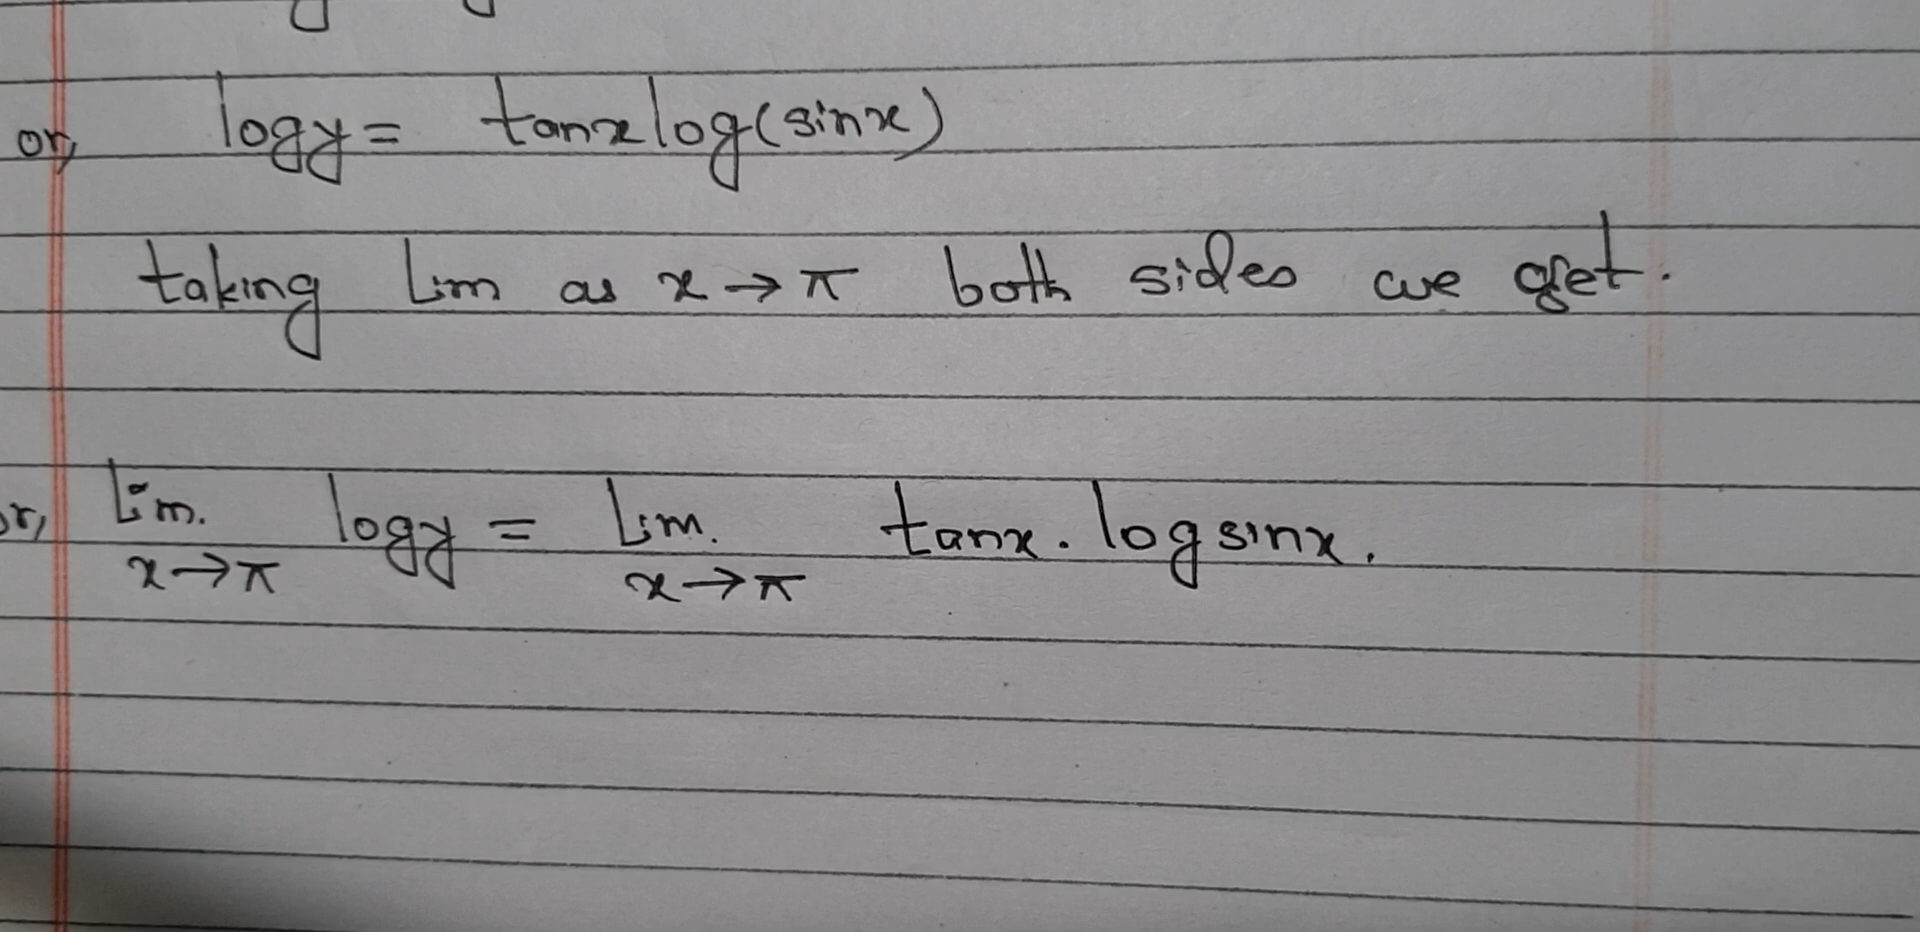 or, logy = tanx log(sinx)
taking Lim as x → π both sides we get.
or, Lim. x→π logy = Lim. x→π tanx. log sinx.